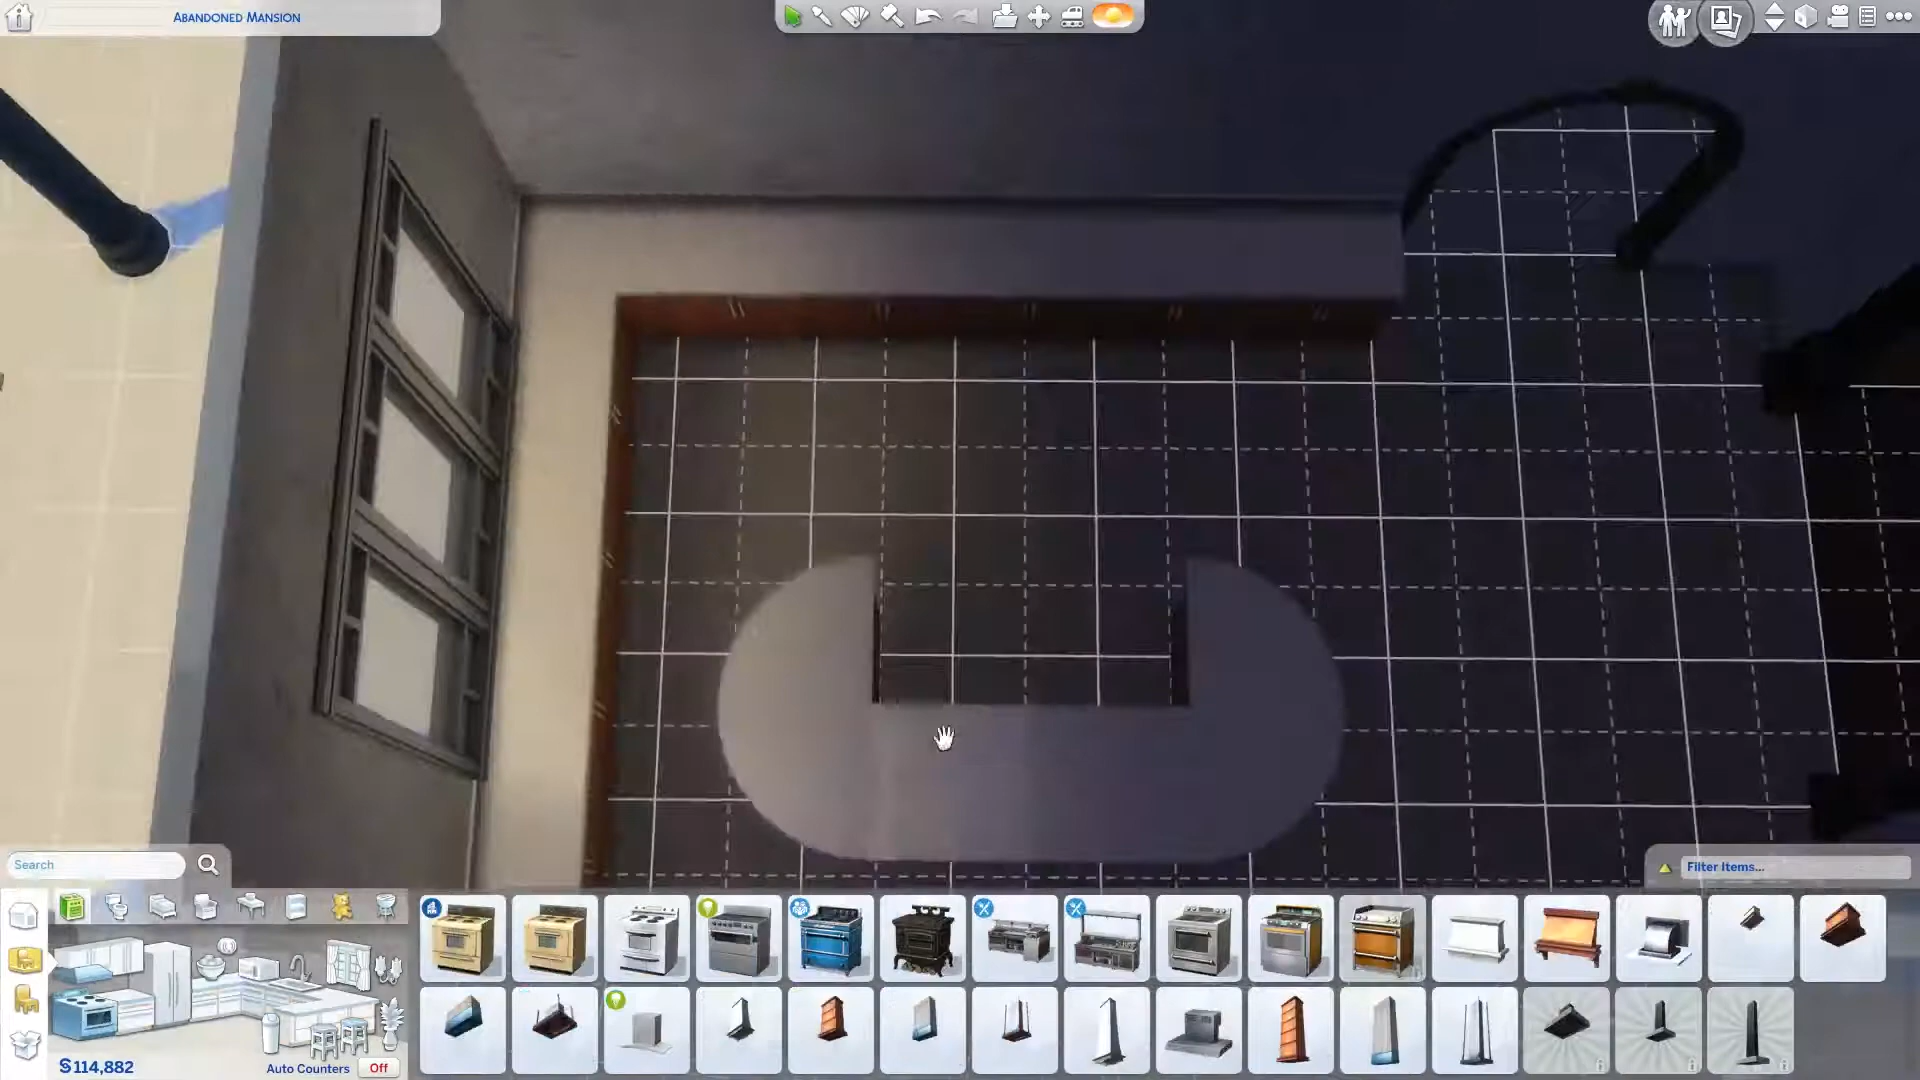 Abandoned Mansion
Search
Filter Items...
§114,882
Auto Counters
Off